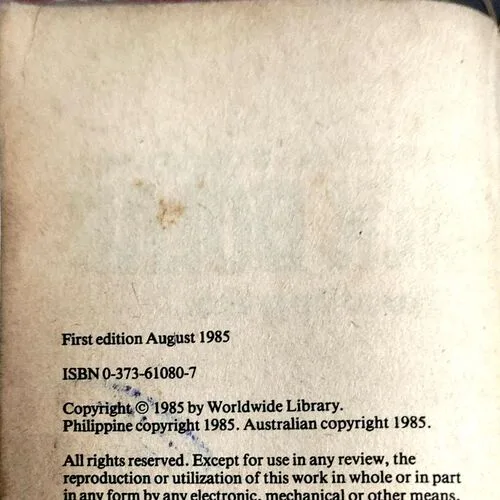 First edition August 1985
ISBN 0-373-61080-7
Copyright © 1985 by Worldwide Library.
Philippine copyright 1985. Australian copyright 1985.
All rights reserved. Except for use in any review, the
reproduction or utilization of this work in whole or in part
in any form by any electronic, mechanical or other means,